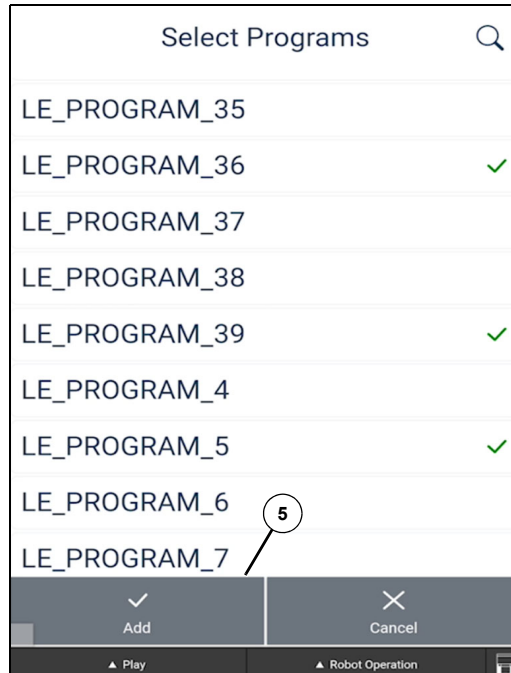 Select Programs
LE_PROGRAM_35
LE_PROGRAM_36
LE_PROGRAM_37
LE_PROGRAM_38
LE_PROGRAM_39
LE_PROGRAM_4
LE_PROGRAM_5
LE_PROGRAM_6
5
LE_PROGRAM_7
Add
Cancel
▲ Play
▲ Robot Operation